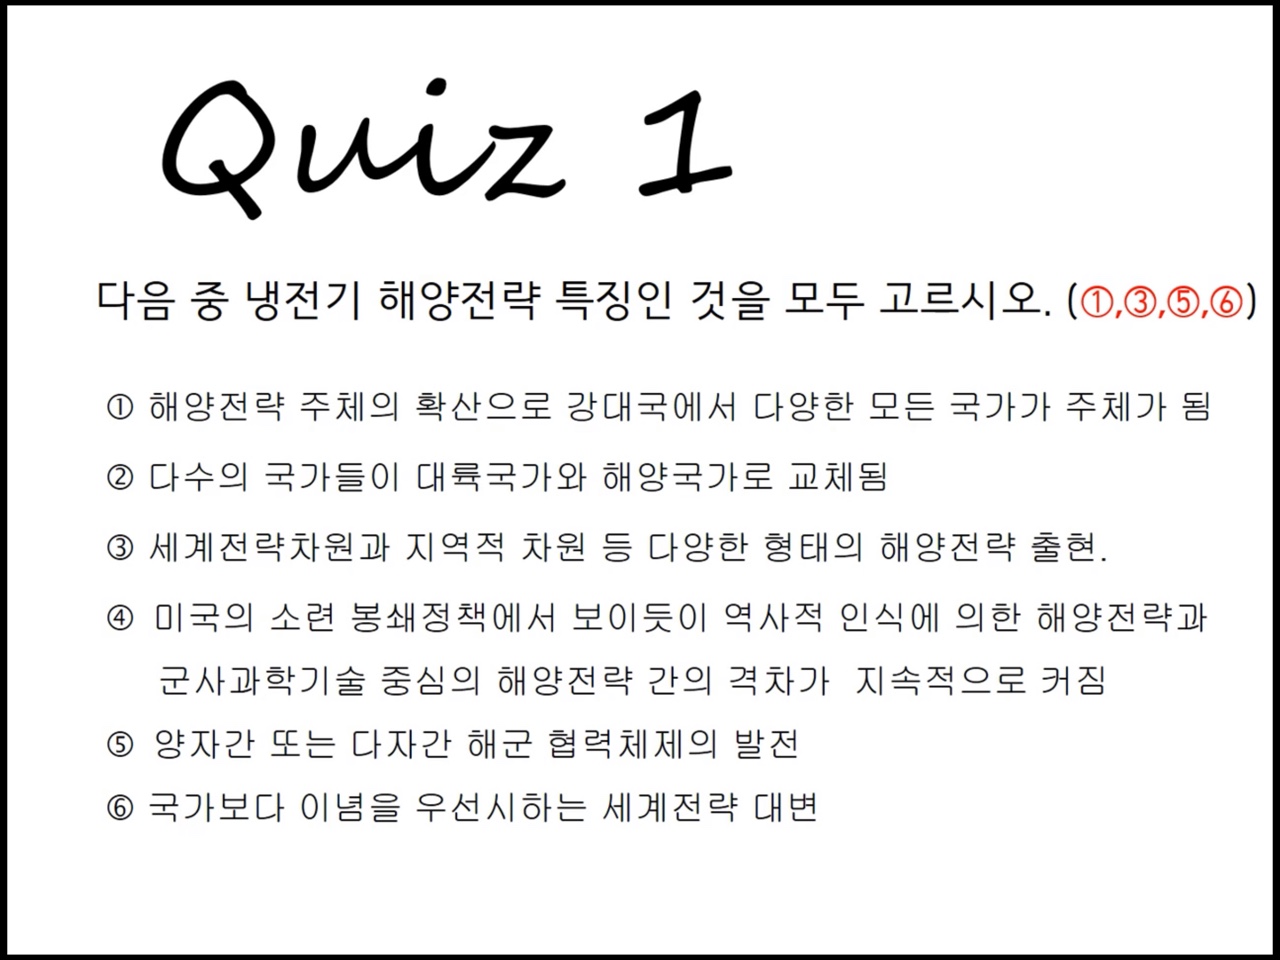 Quiz 1
다음 중 냉전기 해양전략 특징인 것을 모두 고르시오. (①,③,⑤,⑥)
① 해양전략 주체의 확산으로 강대국에서 다양한 모든 국가가 주체가 됨
② 다수의 국가들이 대륙국가와 해양국가로 교체됨
③ 세계전략차원과 지역적 차원 등 다양한 형태의 해양전략 출현.
④ 미국의 소련 봉쇄정책에서 보이듯이 역사적 인식에 의한 해양전략과
군사과학기술 중심의 해양전략 간의 격차가 지속적으로 커짐
⑤ 양자간 또는 다자간 해군 협력체제의 발전
⑥ 국가보다 이념을 우선시하는 세계전략 대변